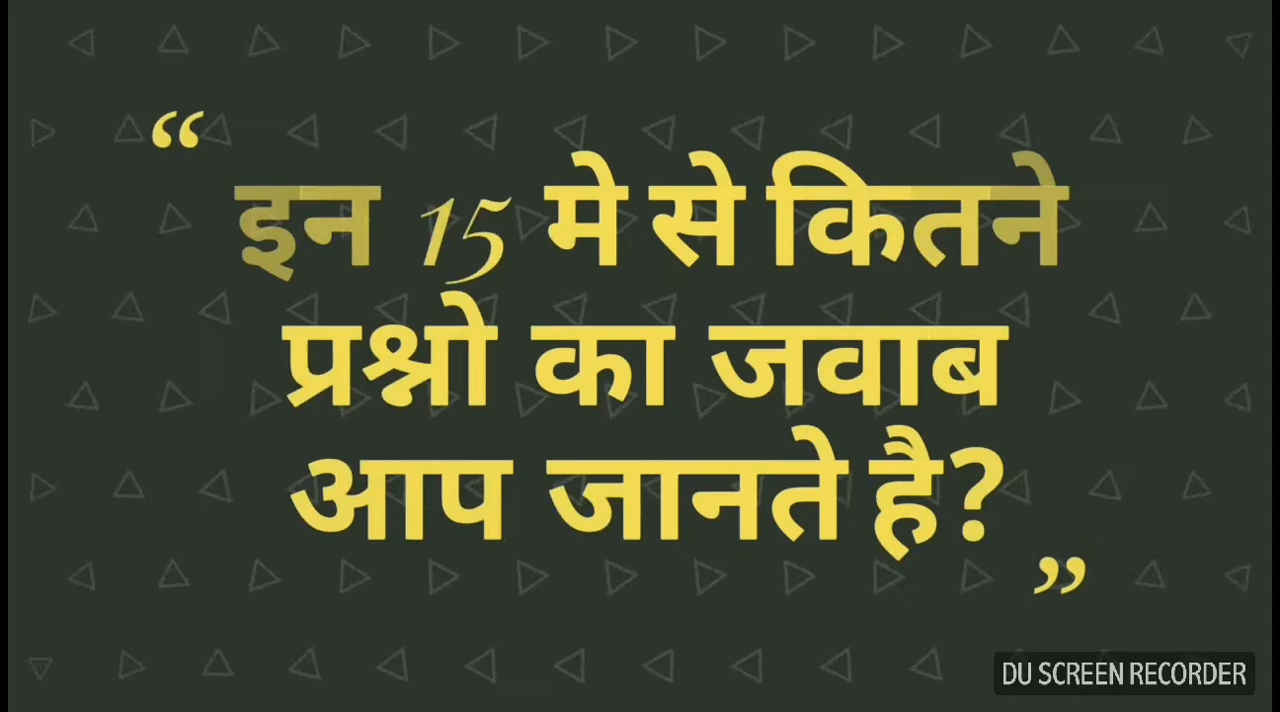 “
इन 15 मे से कितने
प्रश्नो का जवाब
आप जानते है?
”
DU SCREEN RECORDER